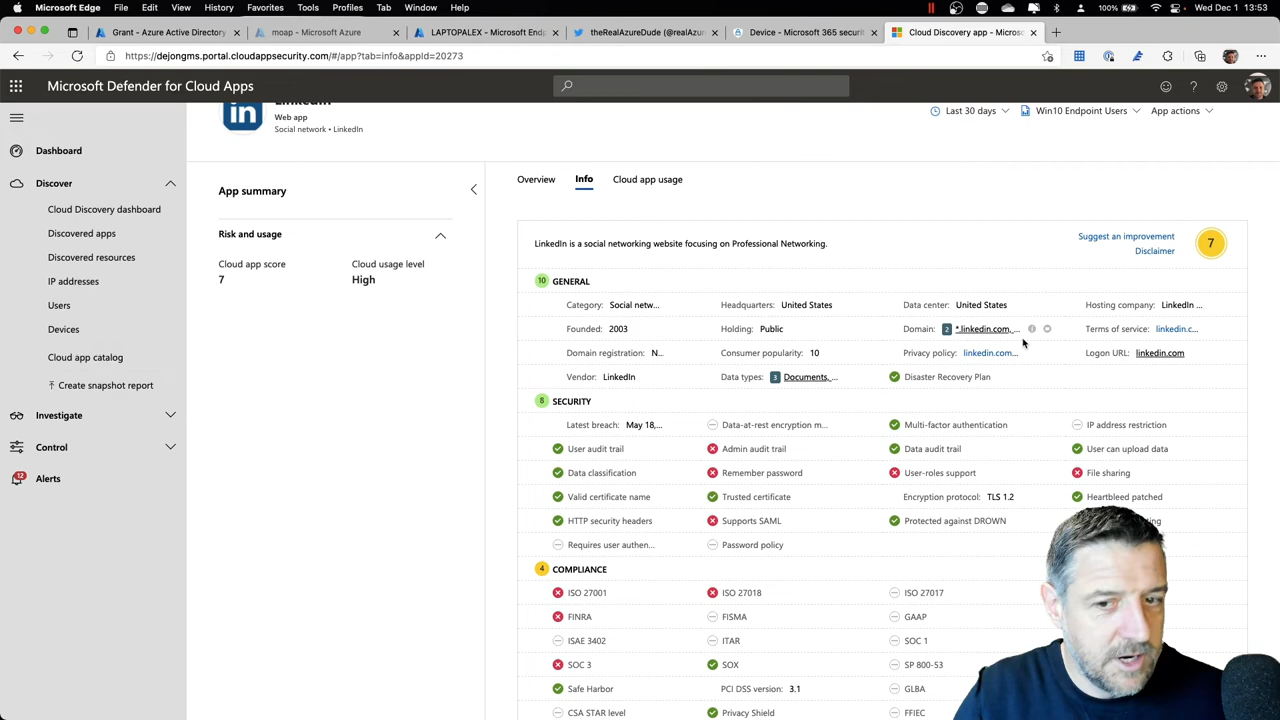 Microsoft Edge File Edit View History Favorites Tools Profiles Tab Window Help 100% Wed Dec 1 13:53
Grant - Azure Active Directory
moap - Microsoft Azure
LAPTOPALEX - Microsoft End
theRealAzureDude (@realAzur
Device - Microsoft 365 securit
Cloud Discovery app - Micros
https://dejongms.portal.cloudappsecurity.com/#/app?tab=info&appId=20273
Microsoft Defender for Cloud Apps
Dashboard
Discover
Cloud Discovery dashboard
Discovered apps
Discovered resources
IP addresses
Users
Devices
Cloud app catalog
Create snapshot report
Investigate
Control
12
Alerts
in
LinkedIn
Web app
Social network • LinkedIn
Last 30 days Win10 Endpoint Users App actions
App summary
Risk and usage
Cloud app score Cloud usage level
7 High
Overview Info Cloud app usage
LinkedIn is a social networking website focusing on Professional Networking.
Suggest an improvement
Disclaimer
7
10 GENERAL
Category: Social netw... Headquarters: United States Data center: United States Hosting company: LinkedIn ...
Founded: 2003 Holding: Public Domain: 2 *.linkedin.com, ... Terms of service: linkedin.c...
Domain registration: N... Consumer popularity: 10 Privacy policy: linkedin.com... Logon URL: linkedin.com
Vendor: LinkedIn Data types: 3 Documents, ... Disaster Recovery Plan
8 SECURITY
Latest breach: May 18,... Data-at-rest encryption m... Multi-factor authentication IP address restriction
User audit trail Admin audit trail Data audit trail User can upload data
Data classification Remember password User-roles support File sharing
Valid certificate name Trusted certificate Encryption protocol: TLS 1.2 Heartbleed patched
HTTP security headers Supports SAML Protected against DROWN
Requires user authen... Password policy
4 COMPLIANCE
ISO 27001 ISO 27018 ISO 27017
FINRA FISMA GAAP
ISAE 3402 ITAR SOC 1
SOC 3 SOX SP 800-53
Safe Harbor PCI DSS version: 3.1 GLBA
CSA STAR level Privacy Shield FFIEC